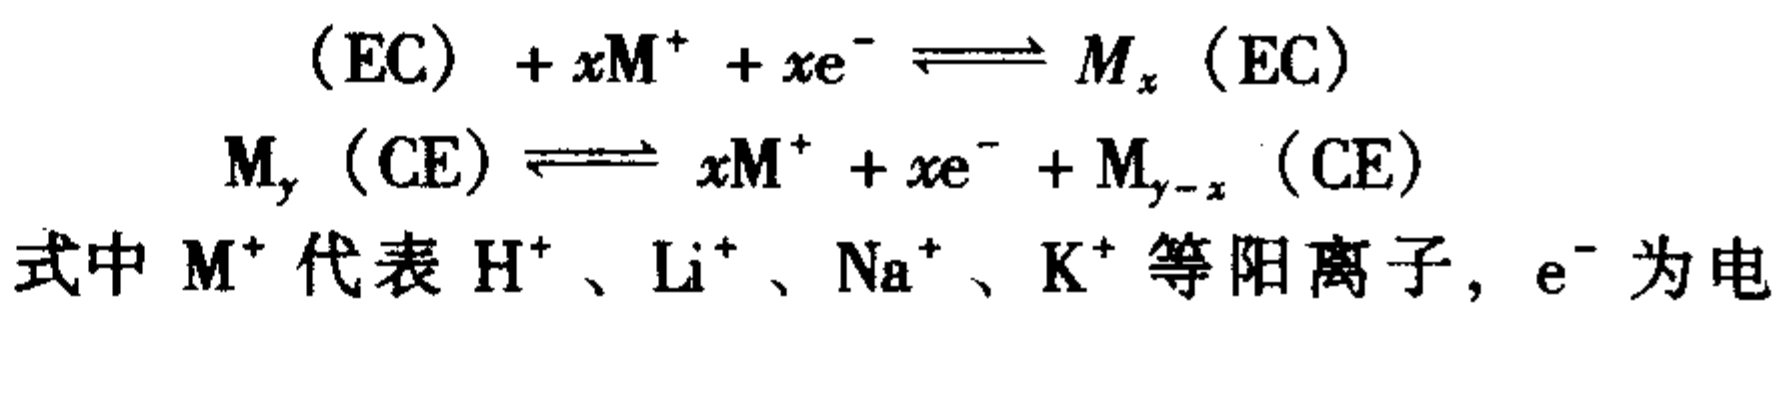 （EC） + xM⁺ + xe⁻ ⇌ Mₓ（EC）
M_y（CE） ⇌ xM⁺ + xe⁻ + M_{y-x}（CE）
式中 M⁺ 代表 H⁺、Li⁺、Na⁺、K⁺ 等阳离子，e⁻ 为电